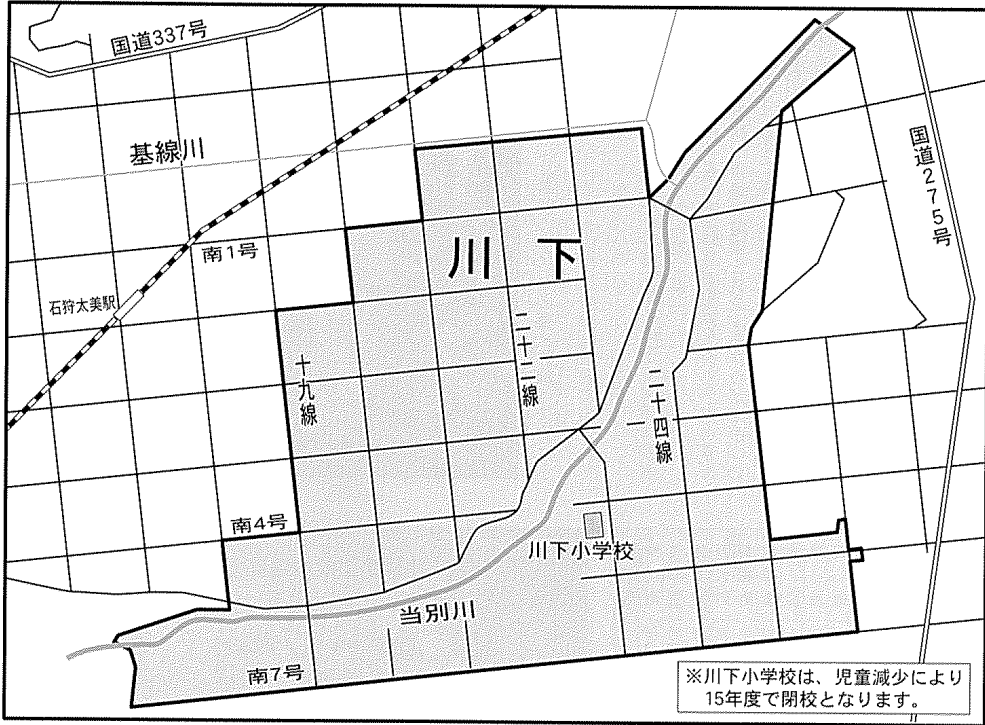 国道337号
基線川
国道275号
南1号
川下
石狩太美駅
十九線
二十二線
二十四線
南4号
川下小学校
当別川
南7号
※川下小学校は、児童減少により
15年度で閉校となります。